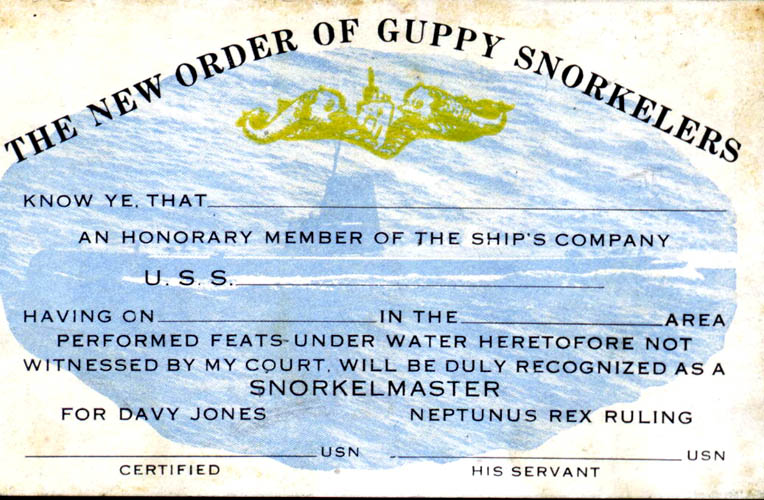 THE NEW ORDER OF GUPPY SNORKELERS
KNOW YE, THAT
AN HONORARY MEMBER OF THE SHIP'S COMPANY
U. S. S.
HAVING ON IN THE AREA
PERFORMED FEATS-UNDER WATER HERETOFORE NOT
WITNESSED BY MY COURT, WILL BE DULY RECOGNIZED AS A
SNORKELMASTER
FOR DAVY JONES NEPTUNUS REX RULING
USN USN
CERTIFIED HIS SERVANT